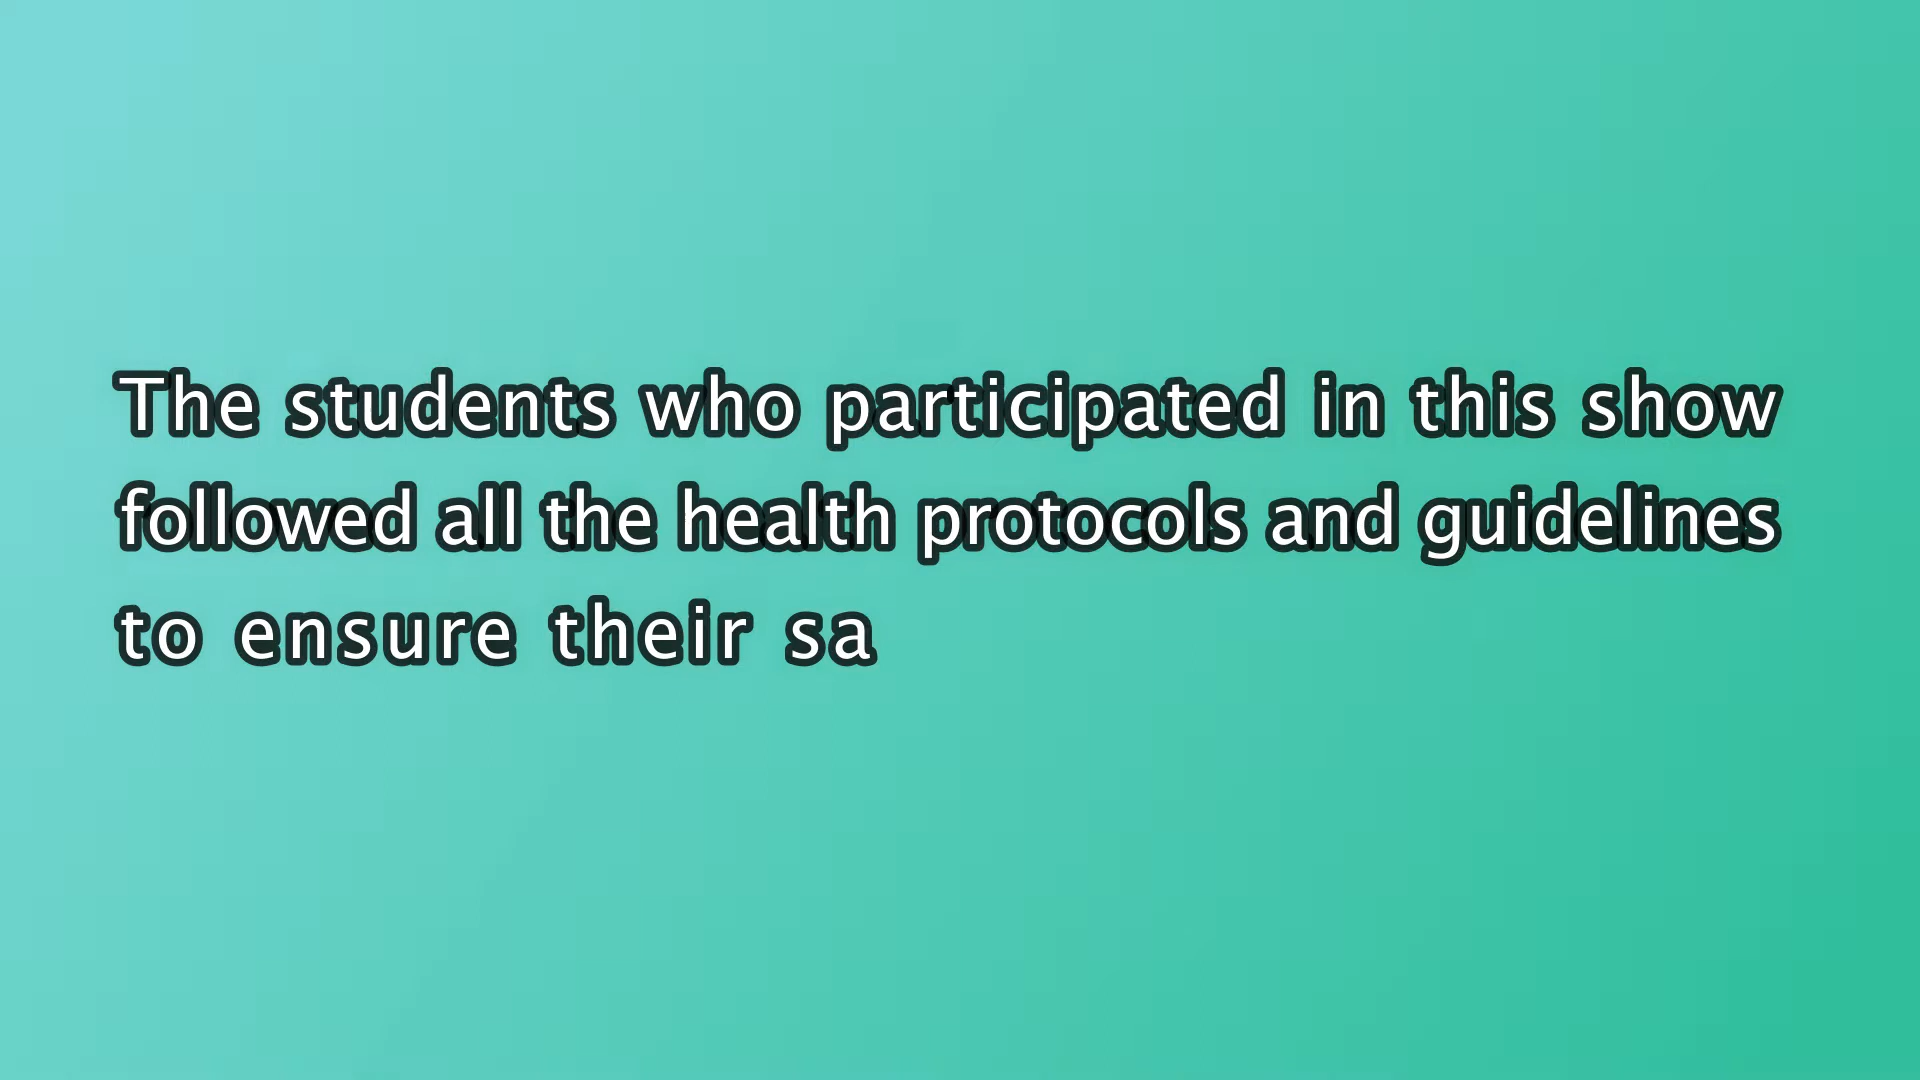 The students who participated in this show
followed all the health protocols and guidelines
to ensure their sa